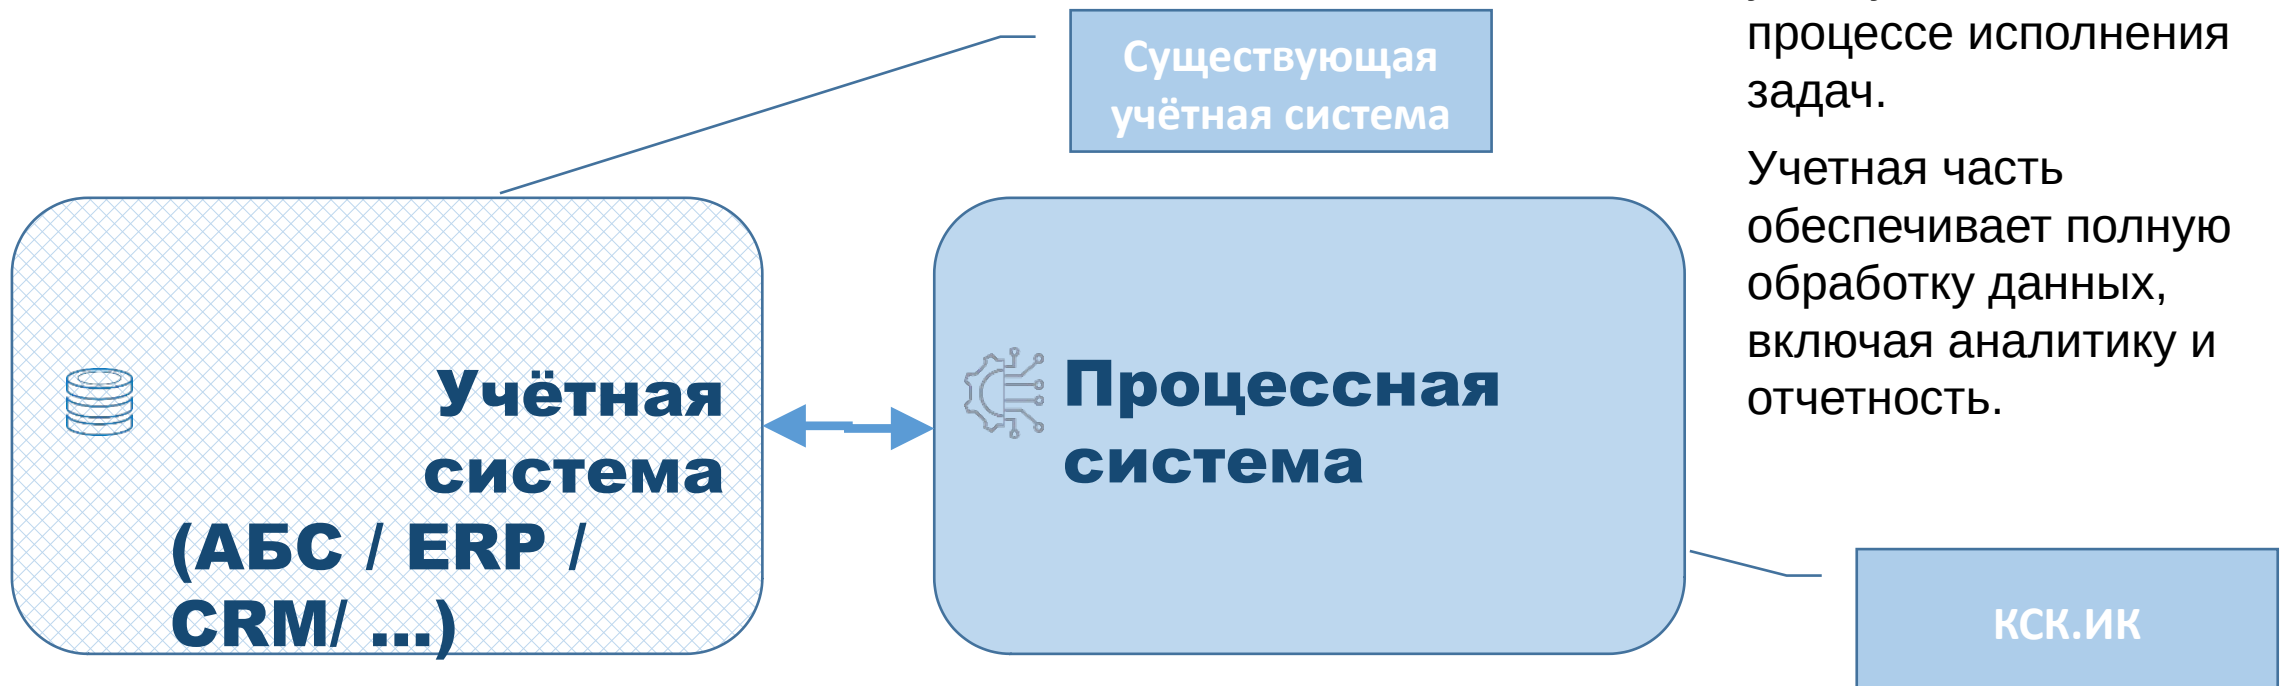 Существующая
учётная система
процессе исполнения
задач.
Учетная часть
обеспечивает полную
обработку данных,
включая аналитику и
отчетность.
Учётная
система
(АБС / ERP /
CRM/ ...)
Процессная
система
КСК.ИК